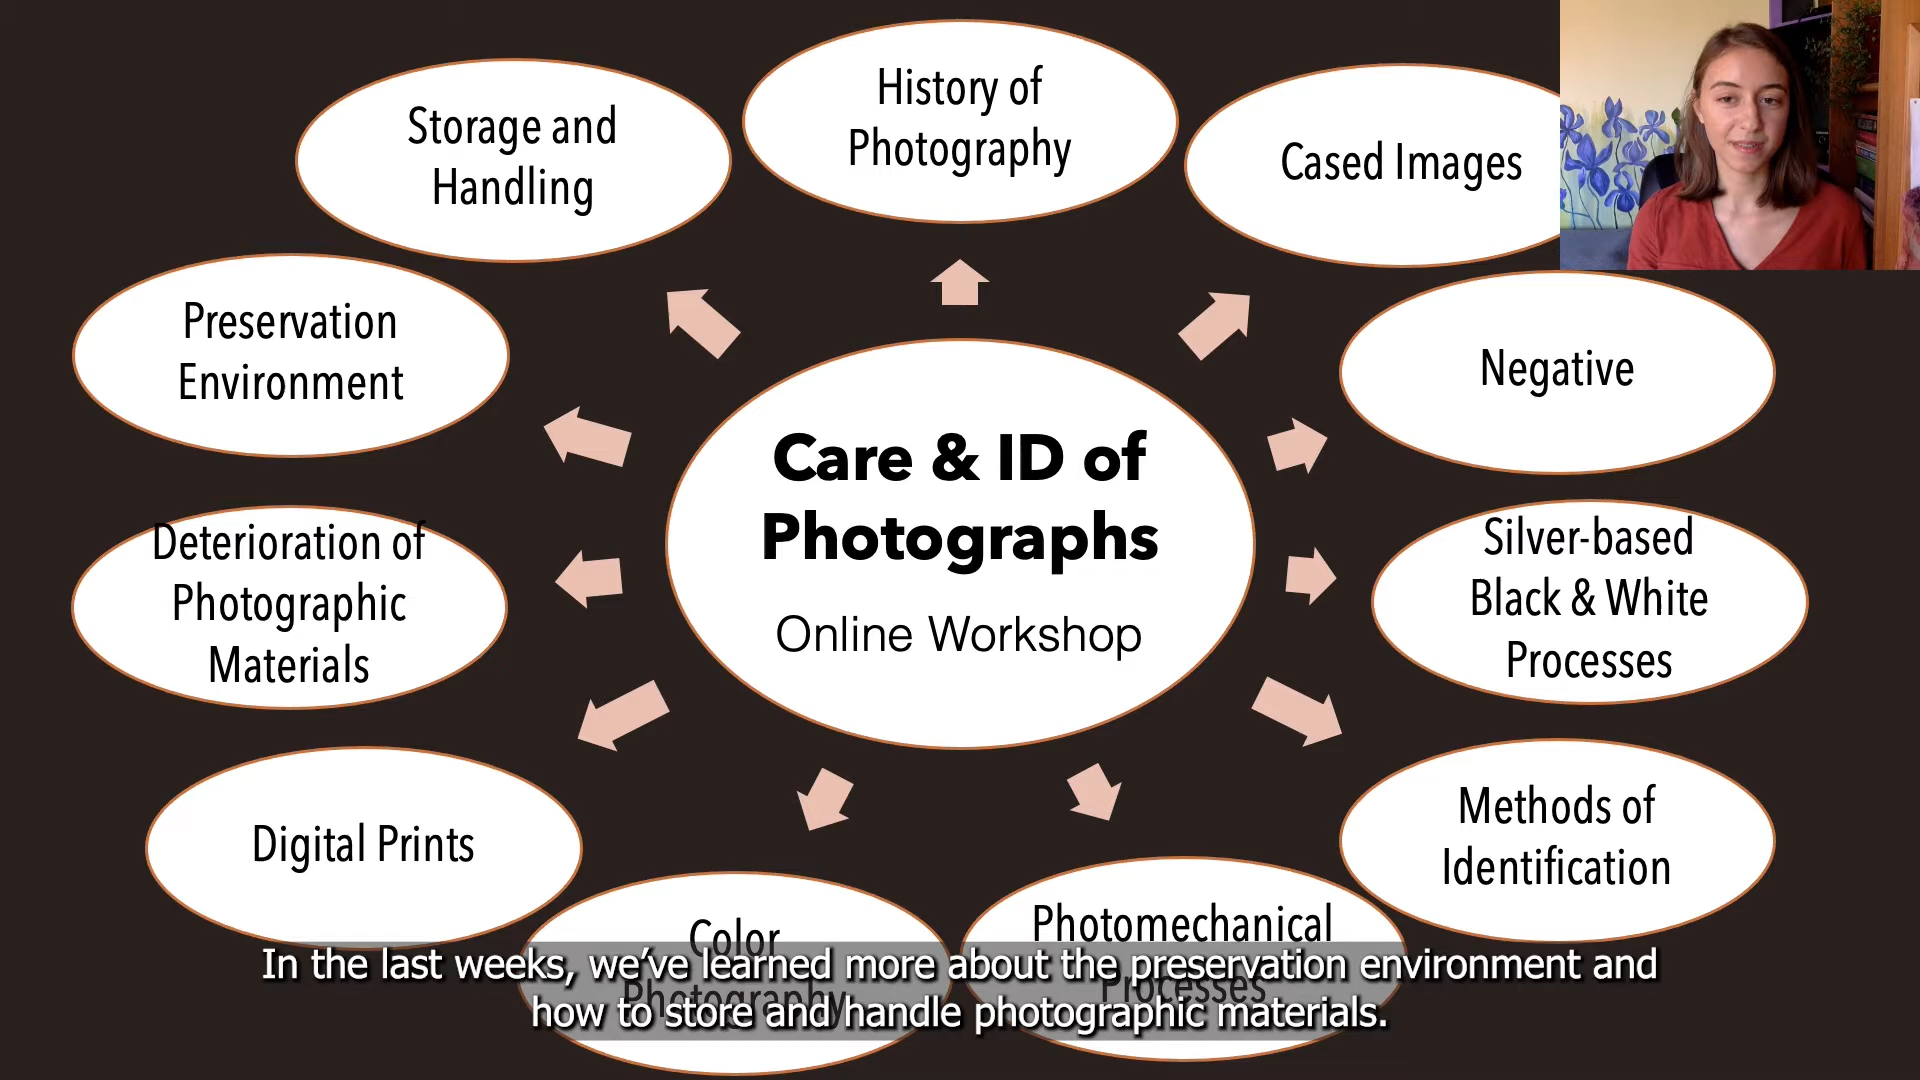 History of
Photography
Storage and
Handling
Cased Images
Preservation
Environment
Negative
Care & ID of
Photographs
Online Workshop
Deterioration of
Photographic
Materials
Silver-based
Black & White
Processes
Digital Prints
Methods of
Identification
Color
Photography
Photomechanical
Processes
In the last weeks, we've learned more about the preservation environment and
how to store and handle photographic materials.